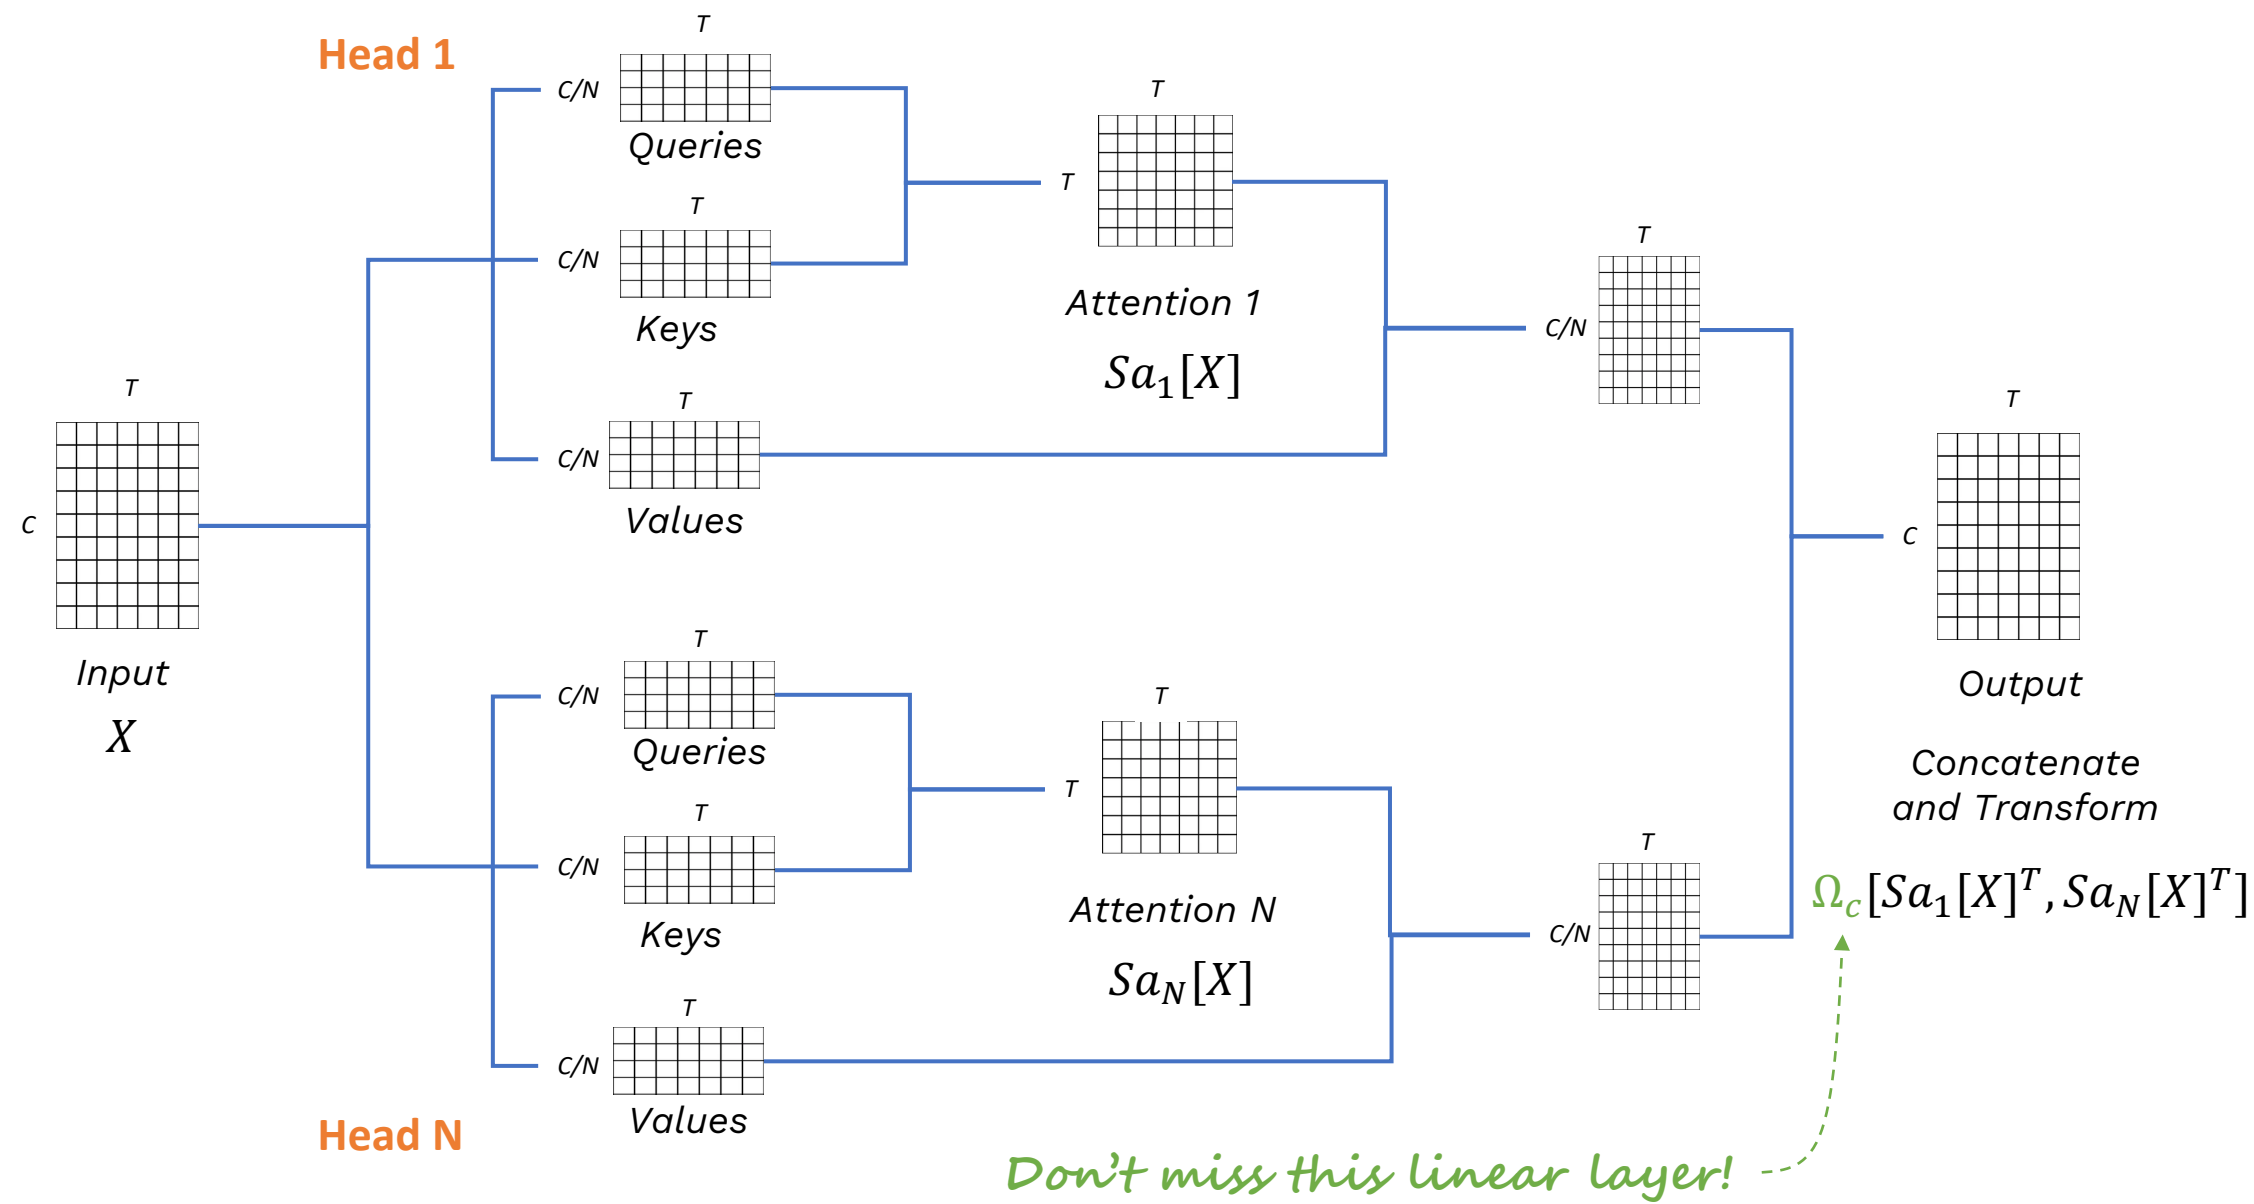 Head 1
T
C/N
Queries
T
C/N
Keys
T
C/N
Values
T
T
Attention 1
Sa₁[X]
T
C/N
T
C
Input
X
T
C
Output
Concatenate
and Transform
Ω_c[Sa₁[X]ᵀ, Sa_N[X]ᵀ]
T
C/N
Queries
T
C/N
Keys
T
C/N
Values
T
T
Attention N
Sa_N[X]
T
C/N
Head N
Don't miss this linear layer!